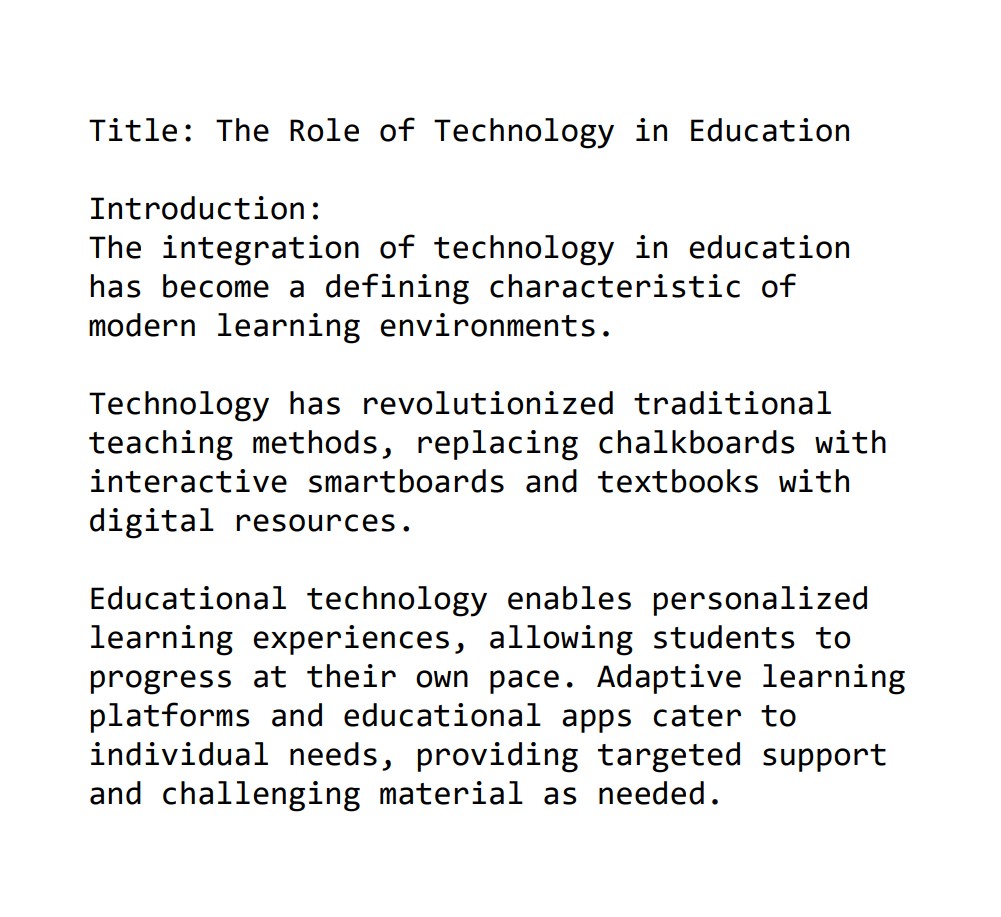 Title: The Role of Technology in Education
Introduction:
The integration of technology in education
has become a defining characteristic of
modern learning environments.
Technology has revolutionized traditional
teaching methods, replacing chalkboards with
interactive smartboards and textbooks with
digital resources.
Educational technology enables personalized
learning experiences, allowing students to
progress at their own pace. Adaptive learning
platforms and educational apps cater to
individual needs, providing targeted support
and challenging material as needed.